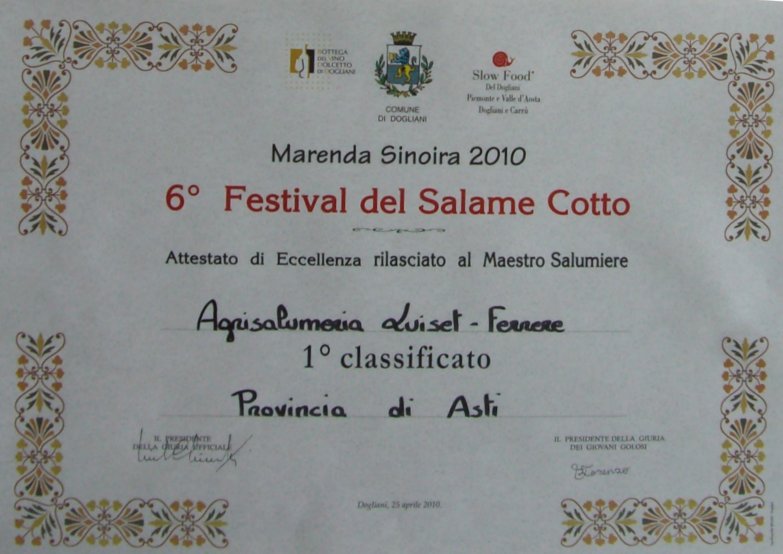 BOTTEGA
DEL VINO
DOLCETTO
DI DOGLIANI
COMUNE
DI DOGLIANI
Slow Food®
Del Dogliani
Piemonte e Valle d'Aosta
Dogliani e Carrù
Marenda Sinoira 2010
6° Festival del Salame Cotto
Attestato di Eccellenza rilasciato al Maestro Salumiere
Agrisalumeria Luiset - Ferrere
1° classificato
Provincia di Asti
IL PRESIDENTE
DELLA GIURIA UFFICIALE
IL PRESIDENTE DELLA GIURIA
DEI GIOVANI GOLOSI
Dogliani, 25 aprile 2010.